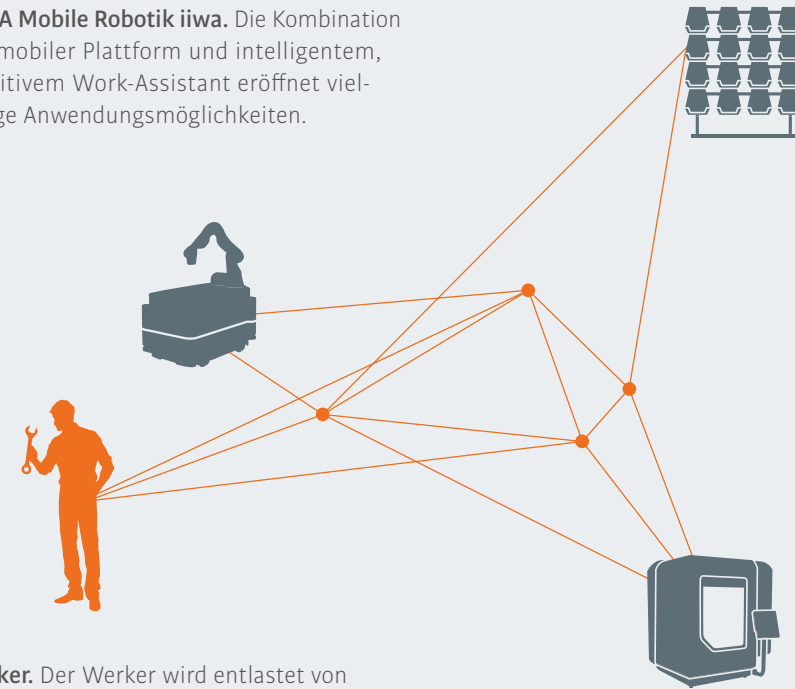 A Mobile Robotik iiwa. Die Kombination
mobiler Plattform und intelligentem,
itivem Work-Assistant eröffnet viel-
ge Anwendungsmöglichkeiten.
ker. Der Werker wird entlastet von